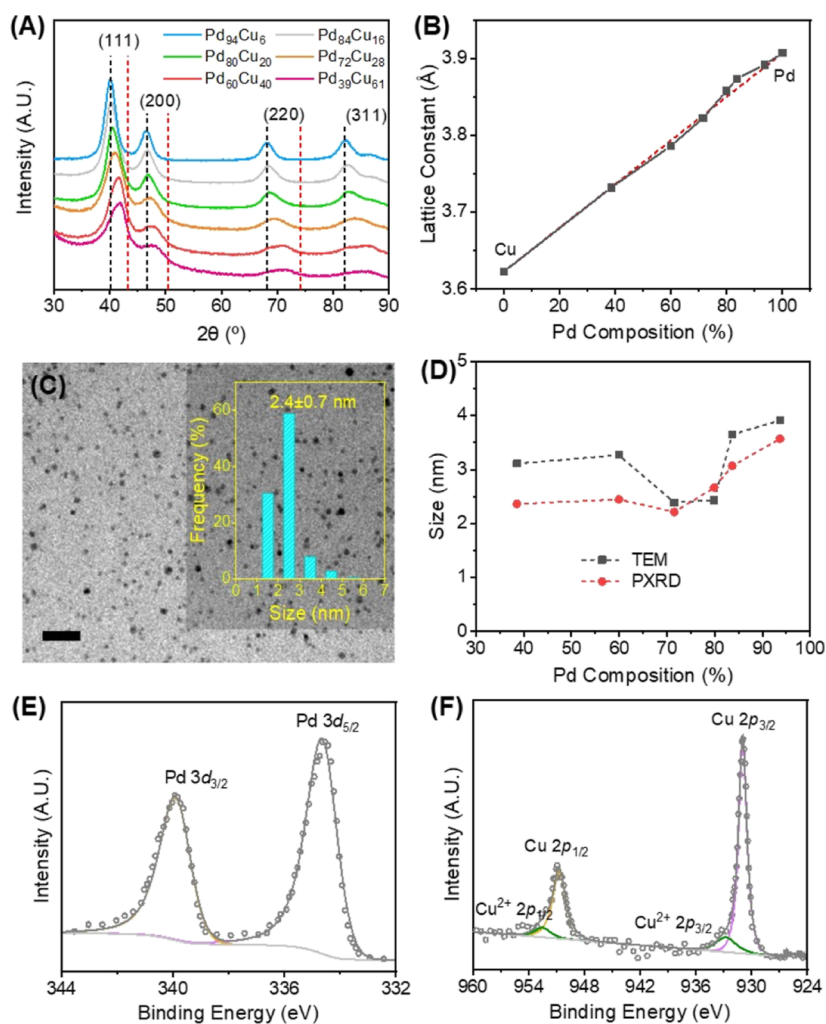 (A)
(111)
Pd94Cu6
Pd84Cu16
Pd80Cu20
Pd72Cu28
Pd60Cu40
Pd39Cu61
(200)
(220)
(311)
Intensity (A.U.)
30 40 50 60 70 80 90
2θ (º)
(B)
Lattice Constant (Å)
3.9
3.8
3.7
3.6
Pd
Cu
0 20 40 60 80 100
Pd Composition (%)
(C)
2.4±0.7 nm
Frequency (%)
60
40
20
0
0 1 2 3 4 5 6 7
Size (nm)
(D)
Size (nm)
5
4
3
2
1
0
TEM
PXRD
30 40 50 60 70 80 90 100
Pd Composition (%)
(E)
Pd 3d5/2
Pd 3d3/2
Intensity (A.U.)
344 340 336 332
Binding Energy (eV)
(F)
Cu 2p3/2
Cu 2p1/2
Cu2+ 2p1/2
Cu2+ 2p3/2
Intensity (A.U.)
960 954 948 942 936 930 924
Binding Energy (eV)